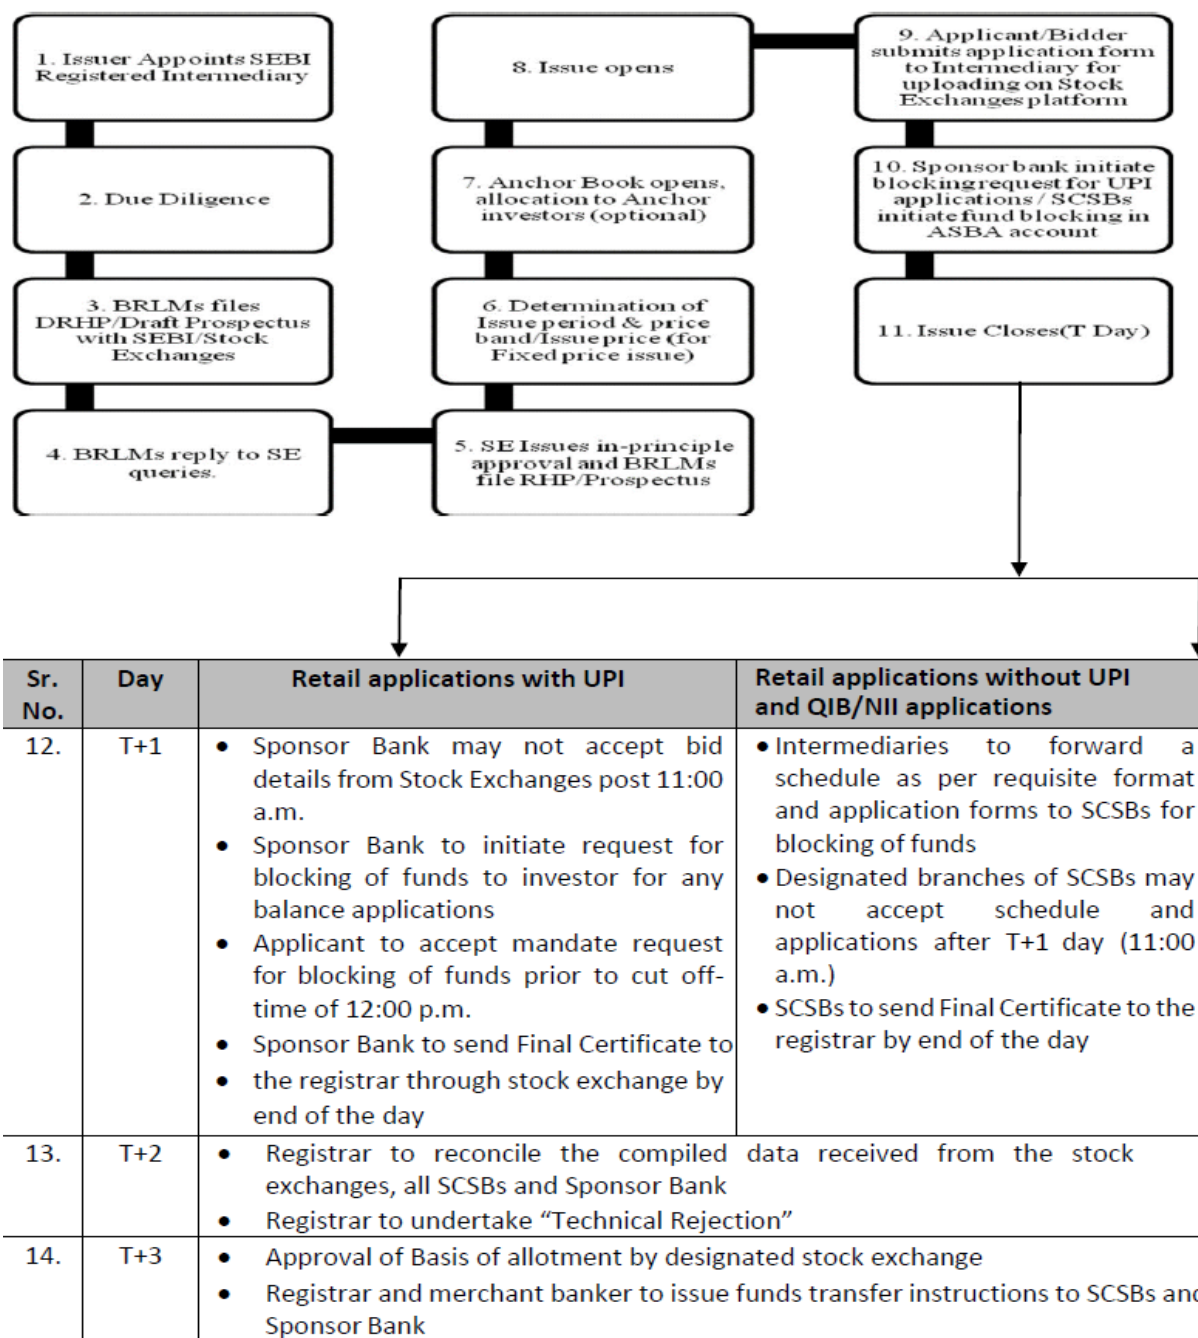 1. Issuer Appoints SEBI
Registered Intermediary
2. Due Diligence
3. BRLMs files
DRHP/Draft Prospectus
with SEBI/Stock
Exchanges
4. BRLMs reply to SE
queries.
5. SE Issues in-principle
approval and BRLMs
file RHP/Prospectus
6. Determination of
Issue period & price
band/Issue price (for
Fixed price issue)
7. Anchor Book opens,
allocation to Anchor
investors (optional)
8. Issue opens
9. Applicant/Bidder
submits application form
to Intermediary for
uploading on Stock
Exchanges platform
10. Sponsor bank initiate
blocking request for UPI
applications / SCSBs
initiate fund blocking in
ASBA account
11. Issue Closes(T Day)
Sr.
No.
Day
Retail applications with UPI
Retail applications without UPI
and QIB/NII applications
12.
T+1
• Sponsor Bank may not accept bid
details from Stock Exchanges post 11:00
a.m.
• Sponsor Bank to initiate request for
blocking of funds to investor for any
balance applications
• Applicant to accept mandate request
for blocking of funds prior to cut off-
time of 12:00 p.m.
• Sponsor Bank to send Final Certificate to
• the registrar through stock exchange by
end of the day
• Intermediaries to forward a
schedule as per requisite format
and application forms to SCSBs for
blocking of funds
• Designated branches of SCSBs may
not accept schedule and
applications after T+1 day (11:00
a.m.)
• SCSBs to send Final Certificate to the
registrar by end of the day
13.
T+2
• Registrar to reconcile the compiled data received from the stock
exchanges, all SCSBs and Sponsor Bank
• Registrar to undertake “Technical Rejection”
14.
T+3
• Approval of Basis of allotment by designated stock exchange
• Registrar and merchant banker to issue funds transfer instructions to SCSBs and
Sponsor Bank